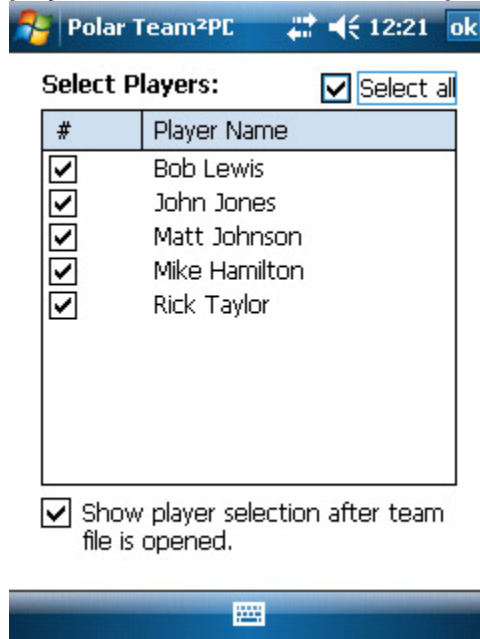 Polar Team²PC 12:21 ok
Select Players: Select all
# Player Name
Bob Lewis
John Jones
Matt Johnson
Mike Hamilton
Rick Taylor
Show player selection after team
file is opened.